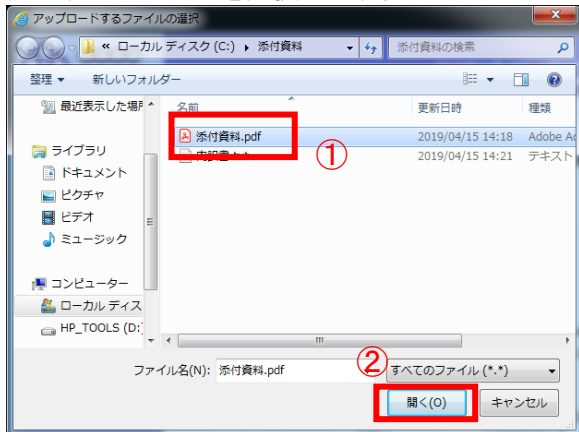 アップロードするファイルの選択
« ローカル ディスク (C:) ▸ 添付資料
添付資料の検索
整理 ▼ 新しいフォルダー
最近表示した場所
名前 更新日時 種類
添付資料.pdf 2019/04/15 14:18 Adobe Ac
2019/04/15 14:21 テキスト
①
ライブラリ
ドキュメント
ピクチャ
ビデオ
ミュージック
コンピューター
ローカル ディス
HP_TOOLS (D:)
ファイル名(N): 添付資料.pdf
②
すべてのファイル (*.*)
開く(O) キャンセル